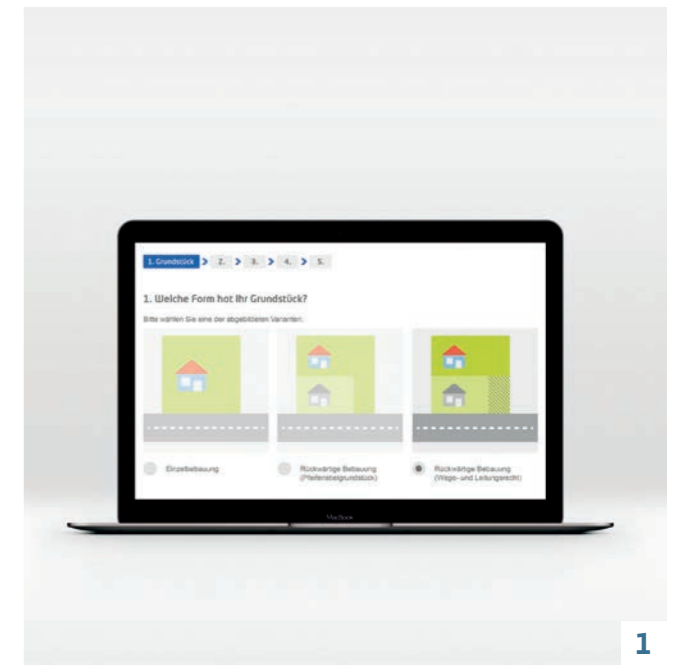 1. Grundstück > 2. > 3. > 4. > 5.
1. Welche Form hat Ihr Grundstück?
Bitte wählen Sie eine der abgebildeten Varianten.
Einzelbebauung
Rückwärtige Bebauung
(Pfeifenstielgrundstück)
Rückwärtige Bebauung
(Wege- und Leitungsrecht)
MacBook
1